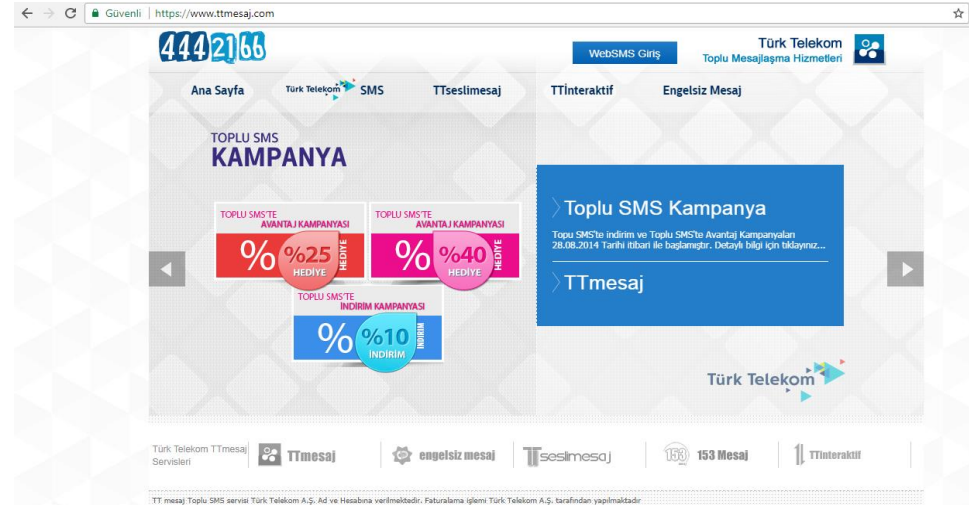 Güvenli | https://www.ttmesaj.com
444 21 66
WebSMS Giriş
Türk Telekom
Toplu Mesajlaşma Hizmetleri
Ana Sayfa
Türk Telekom SMS
TTseslimesaj
TTİnteraktif
Engelsiz Mesaj
TOPLU SMS
KAMPANYA
TOPLU SMS'TE
AVANTAJ KAMPANYASI
% %25
HEDİYE
HEDİYE
TOPLU SMS'TE
AVANTAJ KAMPANYASI
% %40
HEDİYE
HEDİYE
TOPLU SMS'TE
İNDİRİM KAMPANYASI
% %10
İNDİRİM
İNDİRİM
Toplu SMS Kampanya
Topu SMS'te indirim ve Toplu SMS'te Avantaj Kampanyaları
28.08.2014 Tarihi itibari ile başlamıştır. Detaylı bilgi için tıklayınız...
TTmesaj
Türk Telekom
Türk Telekom TTmesaj
Servisleri
TTmesaj
engelsiz mesaj
TTseslimesaj
153
153 Mesaj
TTinteraktif
TT mesaj Toplu SMS servisi Türk Telekom A.Ş. Ad ve Hesabına verilmektedir. Faturalama işlemi Türk Telekom A.Ş. tarafından yapılmaktadır